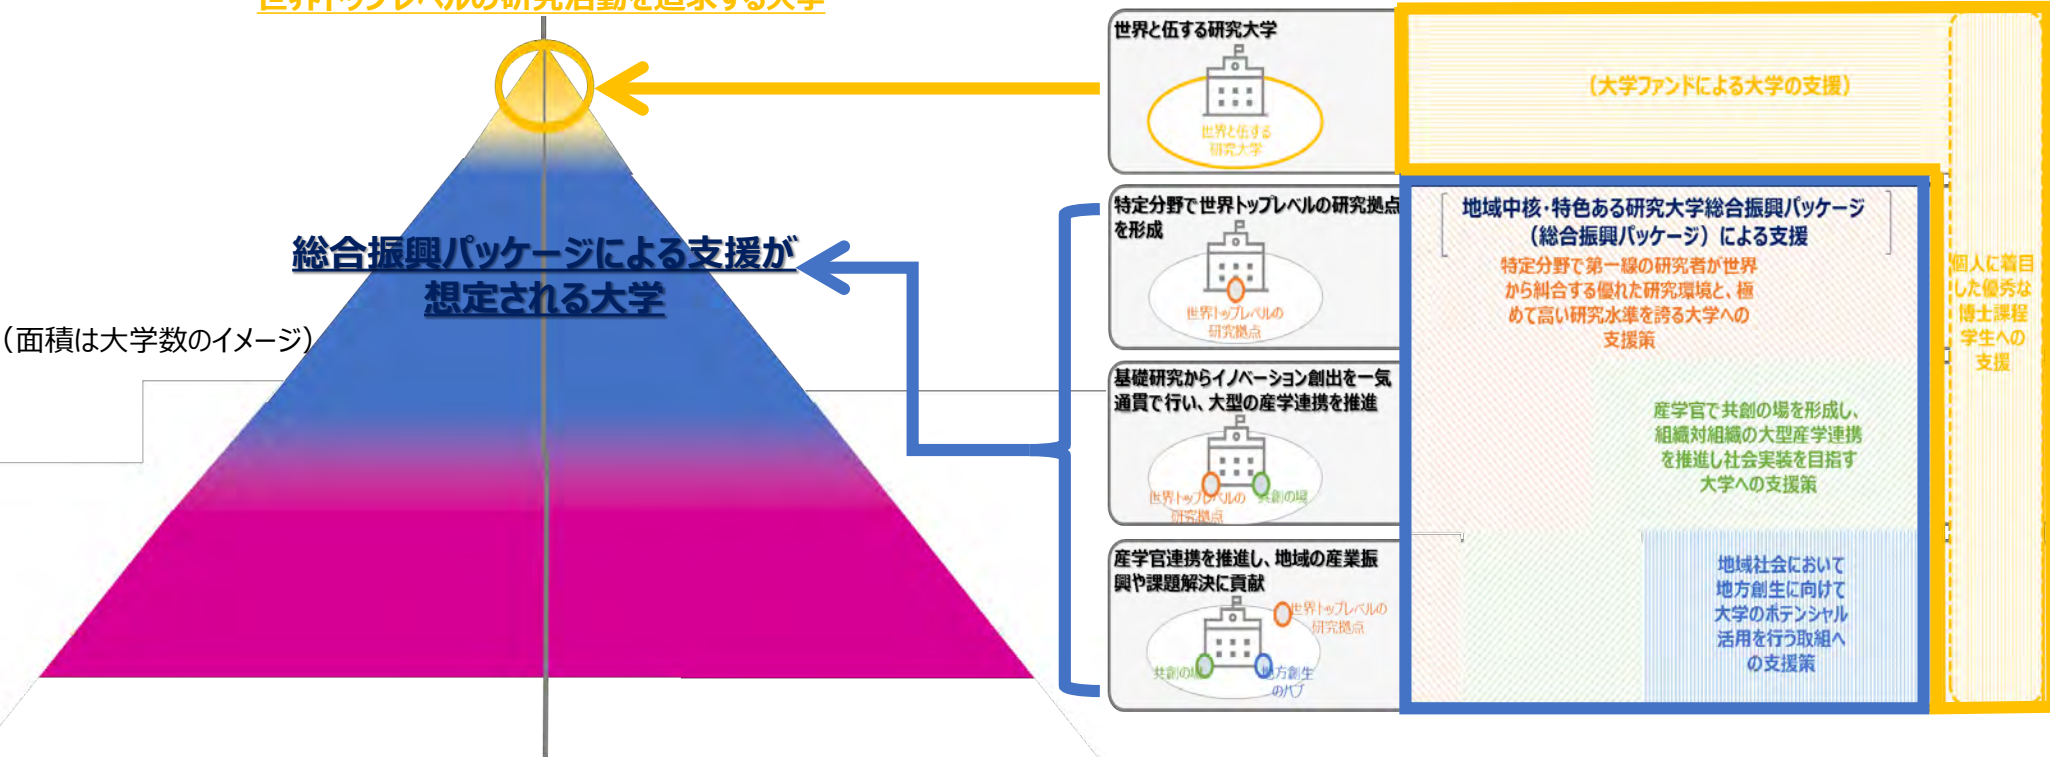 世界トップレベルの研究活動を追求する大学
総合振興パッケージによる支援が
想定される大学
（面積は大学数のイメージ）
世界と伍する研究大学
世界と伍する
研究大学
（大学ファンドによる大学の支援）
特定分野で世界トップレベルの研究拠点
を形成
世界トップレベルの
研究拠点
地域中核・特色ある研究大学総合振興パッケージ
（総合振興パッケージ）による支援
特定分野で第一線の研究者が世界
から糾合する優れた研究環境と、極
めて高い研究水準を誇る大学への
支援策
個人に着目
した優秀な
博士課程
学生への
支援
基礎研究からイノベーション創出を一気
通貫で行い、大型の産学連携を推進
世界トップレベルの
研究拠点
共創の場
産学官で共創の場を形成し、
組織対組織の大型産学連携
を推進し社会実装を目指す
大学への支援策
産学官連携を推進し、地域の産業振
興や課題解決に貢献
世界トップレベルの
研究拠点
共創の場
地方創生
のハブ
地域社会において
地方創生に向けて
大学のポテンシャル
活用を行う取組へ
の支援策